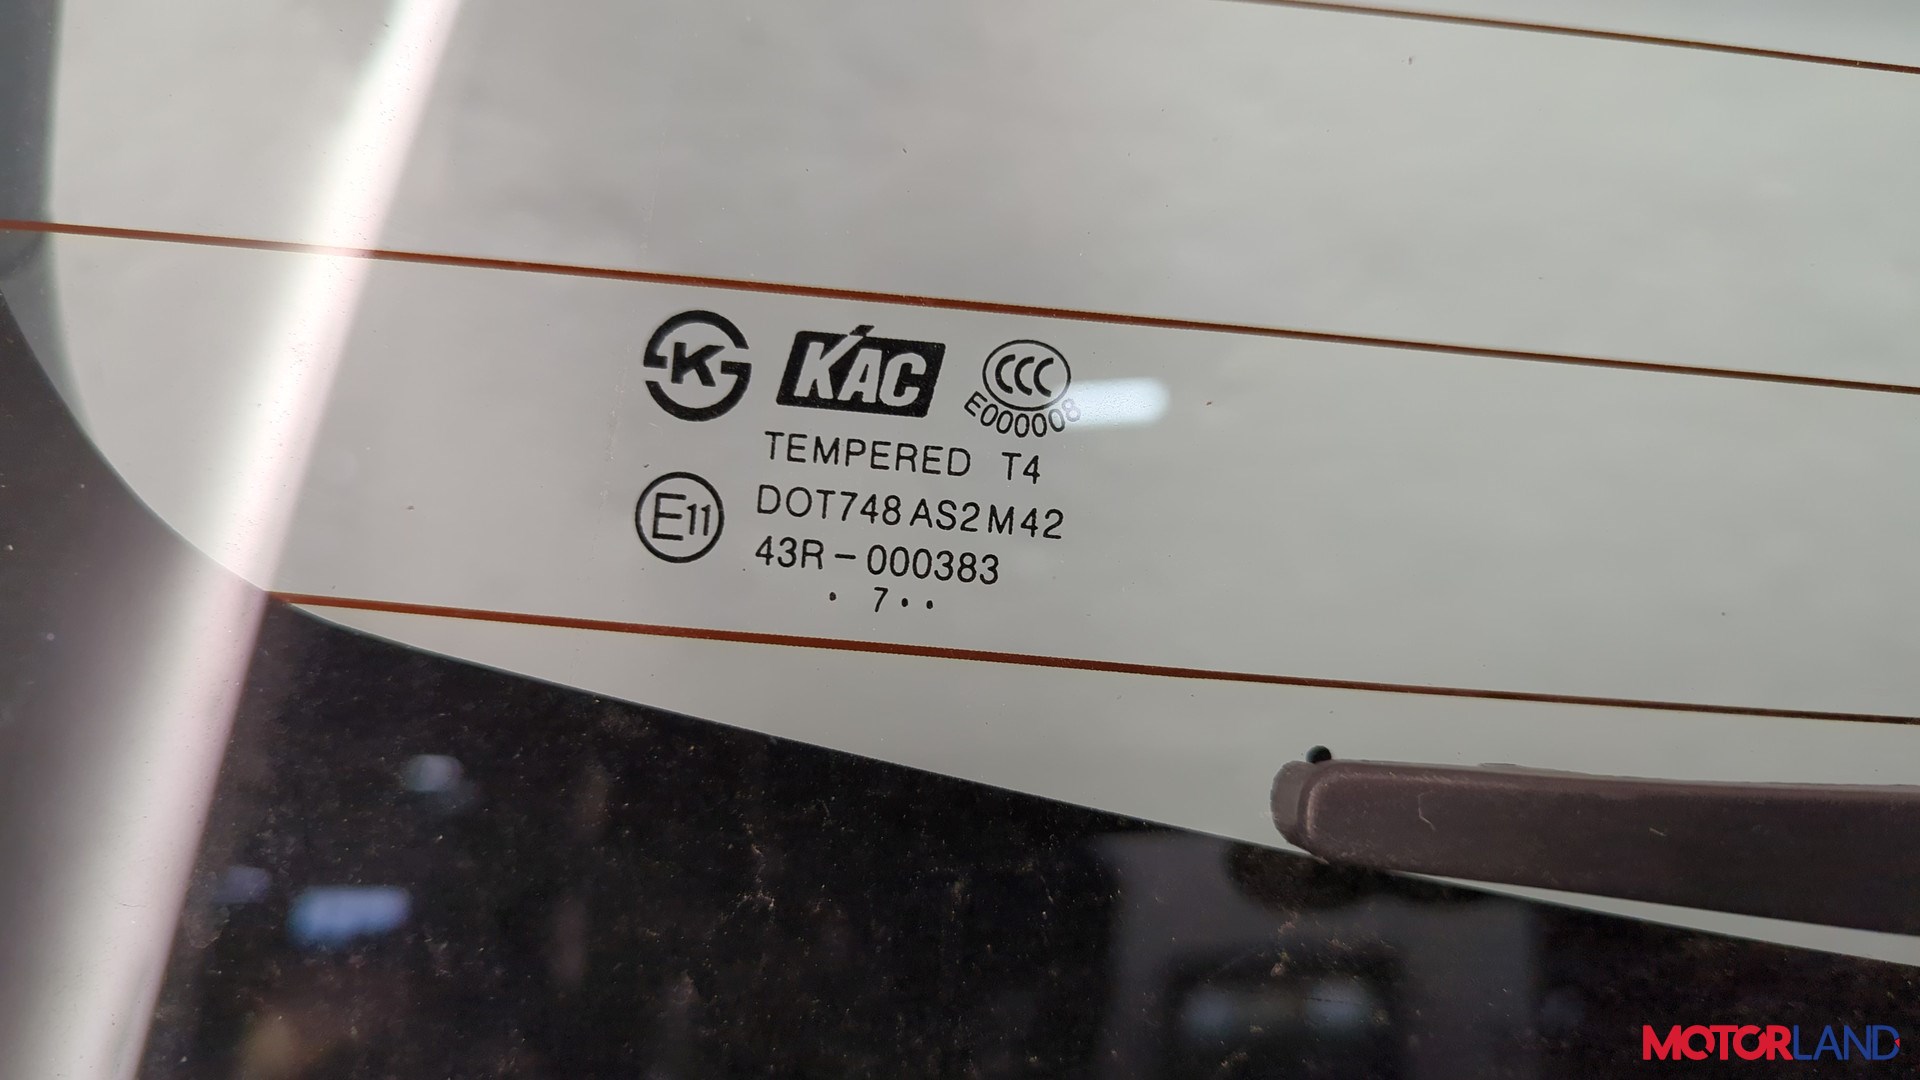 K KAC CCC
E000008
TEMPERED T4
E11 DOT748 AS2 M42
43R-000383
. 7 . .
MOTORLAND